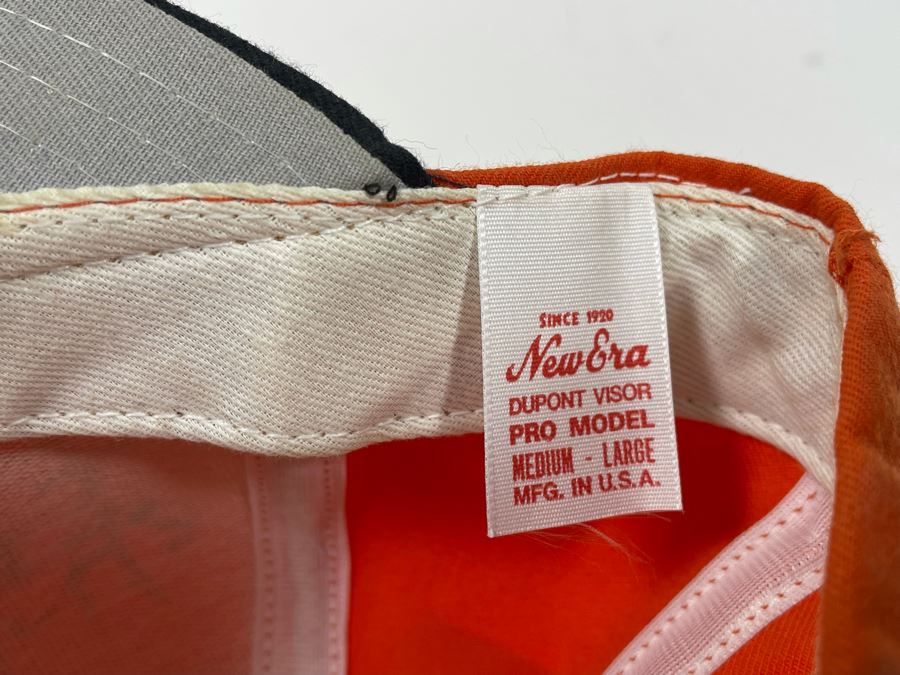 SINCE 1920
New Era
DUPONT VISOR
PRO MODEL
MEDIUM - LARGE
MFG. IN U.S.A.